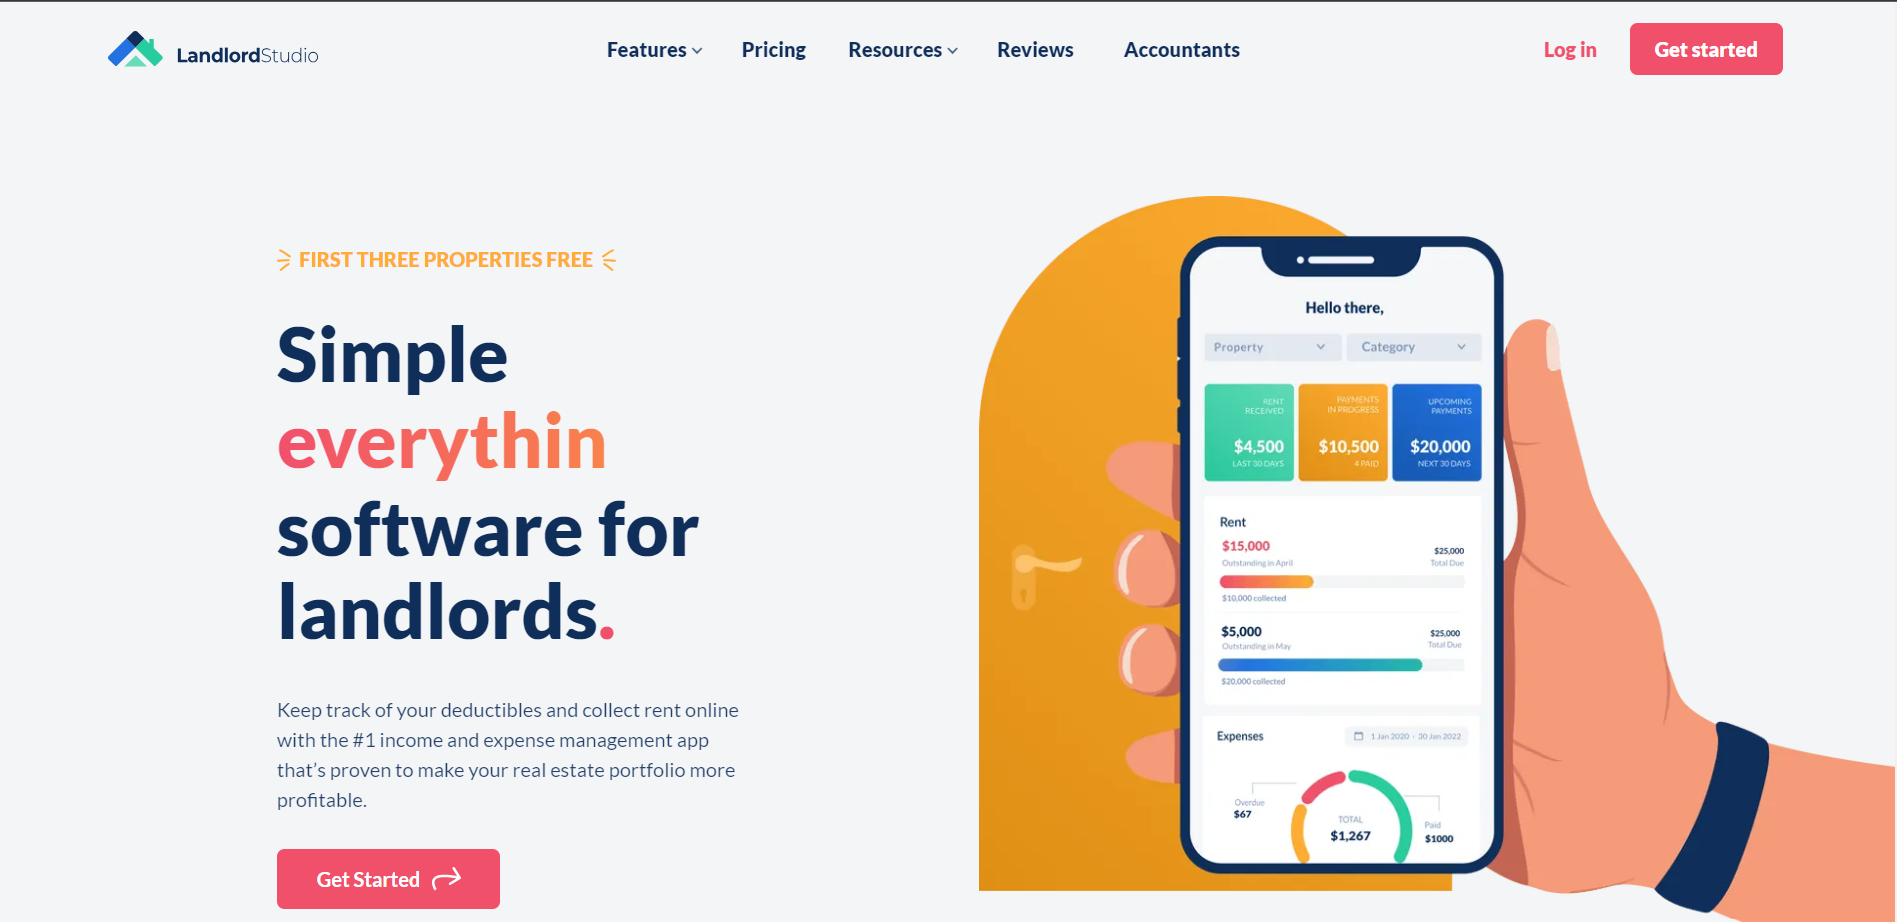 LandlordStudio
Features
Pricing
Resources
Reviews
Accountants
Log in
Get started
FIRST THREE PROPERTIES FREE
Simple
everythin
software for
landlords.
Keep track of your deductibles and collect rent online
with the #1 income and expense management app
that's proven to make your real estate portfolio more
profitable.
Get Started
Hello there,
Property
Category
RENT
RECEIVED
$4,500
LAST 30 DAYS
PAYMENTS
IN PROGRESS
$10,500
4 PAID
UPCOMING
PAYMENTS
$20,000
NEXT 30 DAYS
Rent
$15,000
Outstanding in April
$25,000
Total Due
$10,000 collected
$5,000
Outstanding in May
$25,000
Total Due
$20,000 collected
Expenses
1 Jan 2020 - 30 Jan 2022
Overdue
$67
TOTAL
$1,267
Paid
$1000